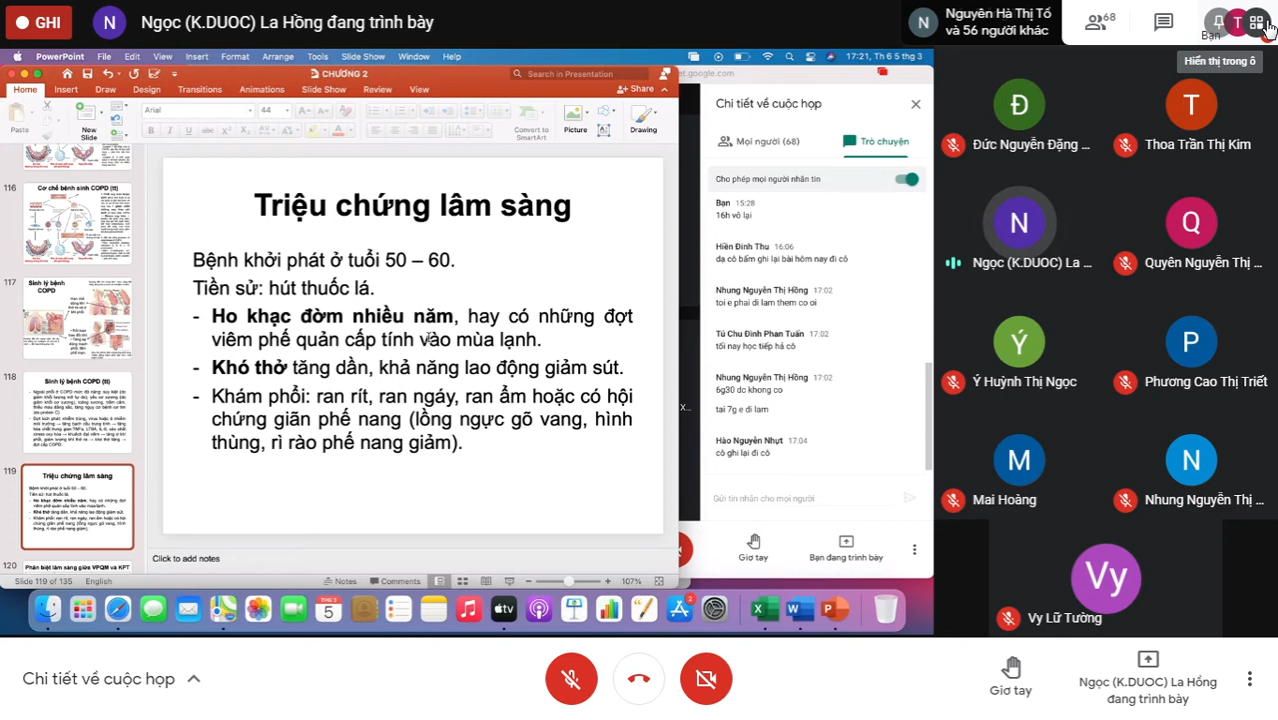 GHI
N
Ngọc (K.DUOC) La Hồng đang trình bày
N
Nguyên Hà Thị Tố
và 56 người khác
68
T
Bạn
Hiển thị trong ô
PowerPoint File Edit View Insert Format Arrange Tools Slide Show Window Help
17:21, Th 6 5 thg 3
CHƯƠNG 2
Search in Presentation
et.google.com
Home Insert Draw Design Transitions Animations Slide Show Review View
Share
Paste
New
Slide
Arial
44
Convert to
SmartArt
Picture
Drawing
116
Cơ chế bệnh sinh COPD (tt)
117
Sinh lý bệnh
COPD
118
Sinh lý bệnh COPD (tt)
119
Triệu chứng lâm sàng
120
Phân biệt lâm sàng giữa VPQM và KPT
Triệu chứng lâm sàng
Bệnh khởi phát ở tuổi 50 – 60.
Tiền sử: hút thuốc lá.
- Ho khạc đờm nhiều năm, hay có những đợt
viêm phế quản cấp tính vào mùa lạnh.
- Khó thở tăng dần, khả năng lao động giảm sút.
- Khám phổi: ran rít, ran ngáy, ran ẩm hoặc có hội
chứng giãn phế nang (lồng ngực gõ vang, hình
thùng, rì rào phế nang giảm).
Click to add notes
Slide 119 of 135 English
Notes Comments
107%
X...
Chi tiết về cuộc họp
Mọi người (68)
Trò chuyện
Cho phép mọi người nhắn tin
Bạn 15:28
16h vô lại
Hiền Đinh Thu 16:06
dạ cô bấm ghi lại bài hôm nay đi cô
Nhung Nguyễn Thị Hồng 17:02
toi e phai di lam them co oi
Tú Chu Đình Phan Tuấn 17:02
tối nay học tiếp hả cô
Nhung Nguyễn Thị Hồng 17:02
6g30 dc khong co
tai 7g e di lam
Hào Nguyễn Nhựt 17:04
cô ghi lại đi cô
Gửi tin nhắn cho mọi người
Giơ tay
Bạn đang trình bày
5
tv
2
X
W
P
Đ
Đức Nguyễn Đặng ...
T
Thoa Trần Thị Kim
N
Ngọc (K.DUOC) La ...
Q
Quyên Nguyễn Thị ...
Ý
Ý Huỳnh Thị Ngọc
P
Phương Cao Thị Triết
M
Mai Hoàng
N
Nhung Nguyễn Thị ...
Vy
Vy Lữ Tường
Chi tiết về cuộc họp
Giơ tay
Ngọc (K.DUOC) La Hồng
đang trình bày